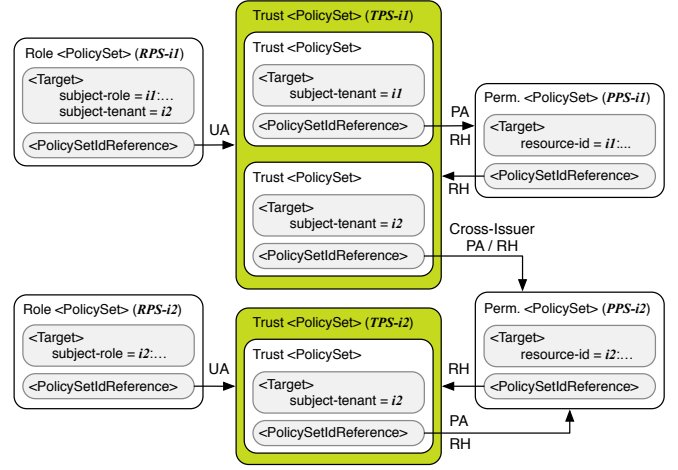 Role <PolicySet> (RPS-i1)
<Target>
subject-role = i1:...
subject-tenant = i2
<PolicySetIdReference>
UA
Trust <PolicySet> (TPS-i1)
Trust <PolicySet>
<Target>
subject-tenant = i1
<PolicySetIdReference>
Trust <PolicySet>
<Target>
subject-tenant = i2
<PolicySetIdReference>
PA
RH
RH
Perm. <PolicySet> (PPS-i1)
<Target>
resource-id = i1:...
<PolicySetIdReference>
Cross-Issuer
PA / RH
Role <PolicySet> (RPS-i2)
<Target>
subject-role = i2:...
<PolicySetIdReference>
UA
Trust <PolicySet> (TPS-i2)
Trust <PolicySet>
<Target>
subject-tenant = i2
<PolicySetIdReference>
RH
PA
RH
Perm. <PolicySet> (PPS-i2)
<Target>
resource-id = i2:...
<PolicySetIdReference>